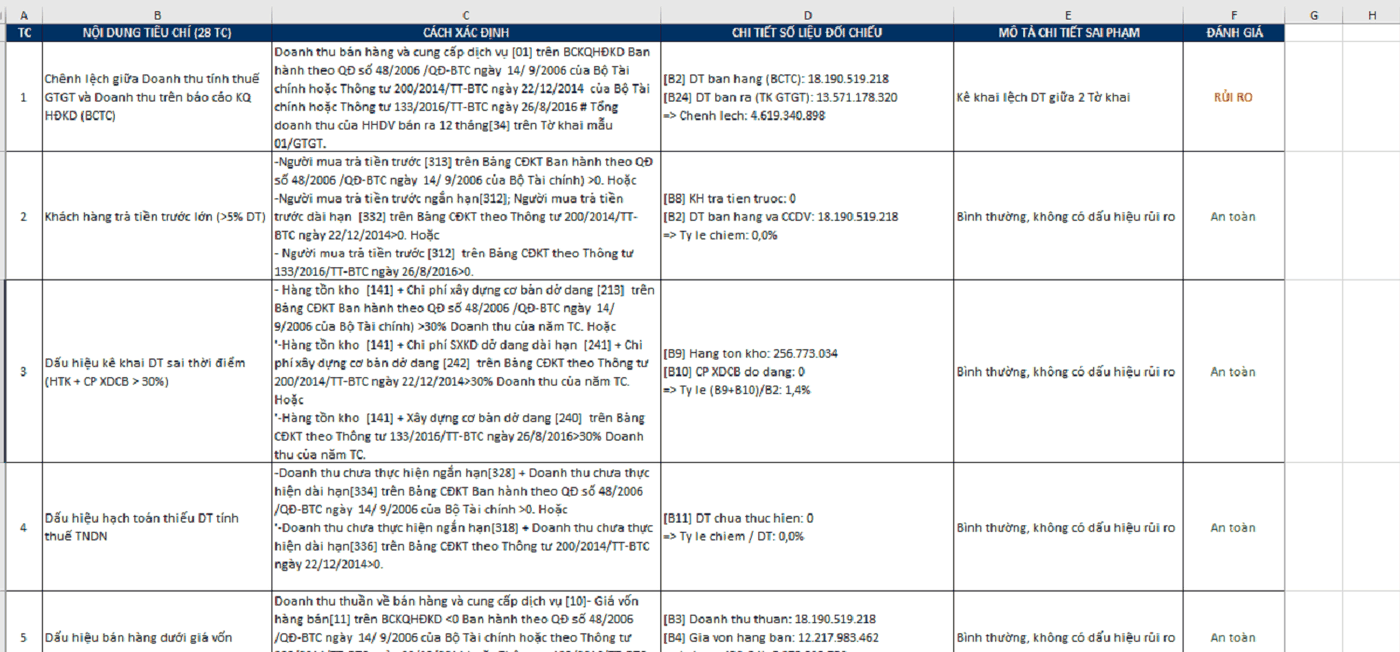 A B C D E F G H
TC NỘI DUNG TIÊU CHÍ (28 TC) CÁCH XÁC ĐỊNH CHI TIẾT SỐ LIỆU ĐỐI CHIẾU MÔ TẢ CHI TIẾT SAI PHẠM ĐÁNH GIÁ
1
Chênh lệch giữa Doanh thu tính thuế
GTGT và Doanh thu trên báo cáo KQ
HĐKD (BCTC)
Doanh thu bán hàng và cung cấp dịch vụ [01] trên BCKQHĐKD Ban
hành theo QĐ số 48/2006 /QĐ-BTC ngày 14/ 9/2006 của Bộ Tài
chính hoặc Thông tư 200/2014/TT-BTC ngày 22/12/2014 của Bộ Tài
chính hoặc Thông tư 133/2016/TT-BTC ngày 26/8/2016 # Tổng
doanh thu của HHDV bán ra 12 tháng[34] trên Tờ khai mẫu
01/GTGT.
[B2] DT ban hang (BCTC): 18.190.519.218
[B24] DT ban ra (TK GTGT): 13.571.178.320
=> Chenh lech: 4.619.340.898
Kê khai lệch DT giữa 2 Tờ khai
RỦI RO
2
Khách hàng trả tiền trước lớn (>5% DT)
-Người mua trả tiền trước [313] trên Bảng CĐKT Ban hành theo QĐ
số 48/2006 /QĐ-BTC ngày 14/ 9/2006 của Bộ Tài chính) >0. Hoặc
-Người mua trả tiền trước ngắn hạn[312]; Người mua trả tiền
trước dài hạn [332] trên Bảng CĐKT theo Thông tư 200/2014/TT-
BTC ngày 22/12/2014>0. Hoặc
- Người mua trả tiền trước [312] trên Bảng CĐKT theo Thông tư
133/2016/TT-BTC ngày 26/8/2016>0.
[B8] KH tra tien truoc: 0
[B2] DT ban hang va CCDV: 18.190.519.218
=> Ty le chiem: 0,0%
Bình thường, không có dấu hiệu rủi ro
An toàn
3
Dấu hiệu kê khai DT sai thời điểm
(HTK + CP XDCB > 30%)
- Hàng tồn kho [141] + Chi phí xây dựng cơ bản dở dang [213] trên
Bảng CĐKT Ban hành theo QĐ số 48/2006 /QĐ-BTC ngày 14/
9/2006 của Bộ Tài chính) >30% Doanh thu của năm TC. Hoặc
'-Hàng tồn kho [141] + Chi phí SXKD dở dang dài hạn [241] + Chi
phí xây dựng cơ bản dở dang [242] trên Bảng CĐKT theo Thông tư
200/2014/TT-BTC ngày 22/12/2014>30% Doanh thu của năm TC.
Hoặc
'-Hàng tồn kho [141] + Xây dựng cơ bản dở dang [240] trên Bảng
CĐKT theo Thông tư 133/2016/TT-BTC ngày 26/8/2016>30% Doanh
thu của năm TC.
[B9] Hang ton kho: 256.773.034
[B10] CP XDCB do dang: 0
=> Ty le (B9+B10)/B2: 1,4%
Bình thường, không có dấu hiệu rủi ro
An toàn
4
Dấu hiệu hạch toán thiếu DT tính
thuế TNDN
-Doanh thu chưa thực hiện ngắn hạn[328] + Doanh thu chưa thực
hiện dài hạn[334] trên Bảng CĐKT Ban hành theo QĐ số 48/2006
/QĐ-BTC ngày 14/ 9/2006 của Bộ Tài chính >0. Hoặc
'-Doanh thu chưa thực hiện ngắn hạn[318] + Doanh thu chưa thực
hiện dài hạn[336] trên Bảng CĐKT theo Thông tư 200/2014/TT-BTC
ngày 22/12/2014>0.
[B11] DT chua thuc hien: 0
=> Ty le chiem / DT: 0,0%
Bình thường, không có dấu hiệu rủi ro
An toàn
5
Dấu hiệu bán hàng dưới giá vốn
Doanh thu thuần về bán hàng và cung cấp dịch vụ [10]- Giá vốn
hàng bán[11] trên BCKQHĐKD <0 Ban hành theo QĐ số 48/2006
/QĐ-BTC ngày 14/ 9/2006 của Bộ Tài chính hoặc theo Thông tư
[B3] Doanh thu thuan: 18.190.519.218
[B4] Gia von hang ban: 12.217.983.462
Bình thường, không có dấu hiệu rủi ro
An toàn